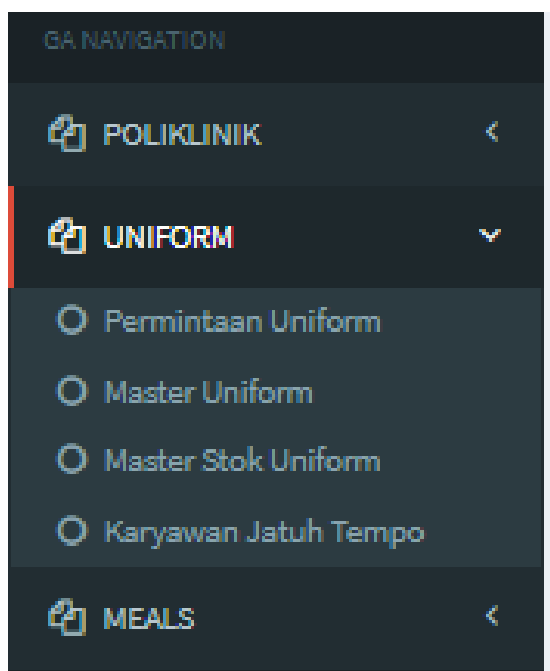 GA NAVIGATION
POLIKLINIK
UNIFORM
Permintaan Uniform
Master Uniform
Master Stok Uniform
Karyawan Jatuh Tempo
MEALS